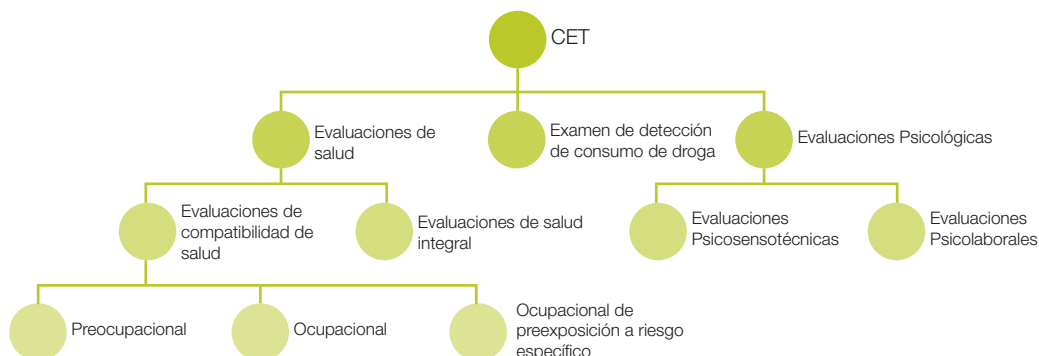 CET
Evaluaciones de
salud
Examen de detección
de consumo de droga
Evaluaciones Psicológicas
Evaluaciones de
compatibilidad de
salud
Evaluaciones de salud
integral
Evaluaciones
Psicosensotécnicas
Evaluaciones
Psicolaborales
Preocupacional
Ocupacional
Ocupacional de
preexposición a riesgo
específico